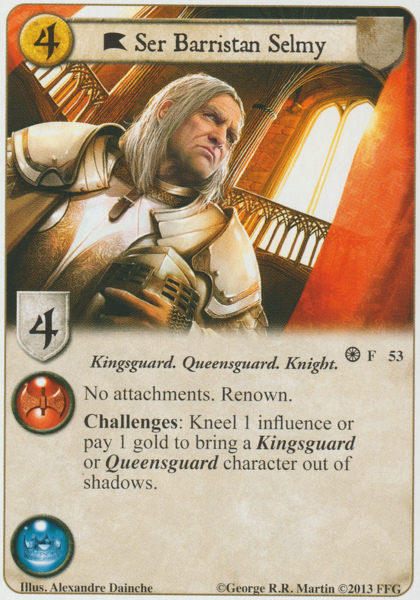 4
Ser Barristan Selmy
4
Kingsguard. Queensguard. Knight.
F 53
No attachments. Renown.
Challenges: Kneel 1 influence or
pay 1 gold to bring a Kingsguard
or Queensguard character out of
shadows.
Illus. Alexandre Dainche
©George R.R. Martin ©2013 FFG